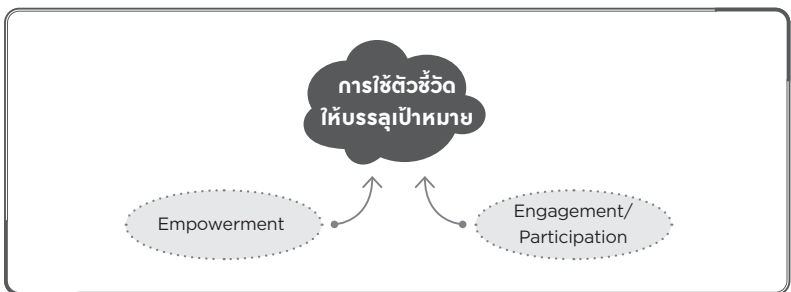 การใช้ตัวชี้วัด
ให้บรรลุเป้าหมาย
Empowerment
Engagement/
Participation